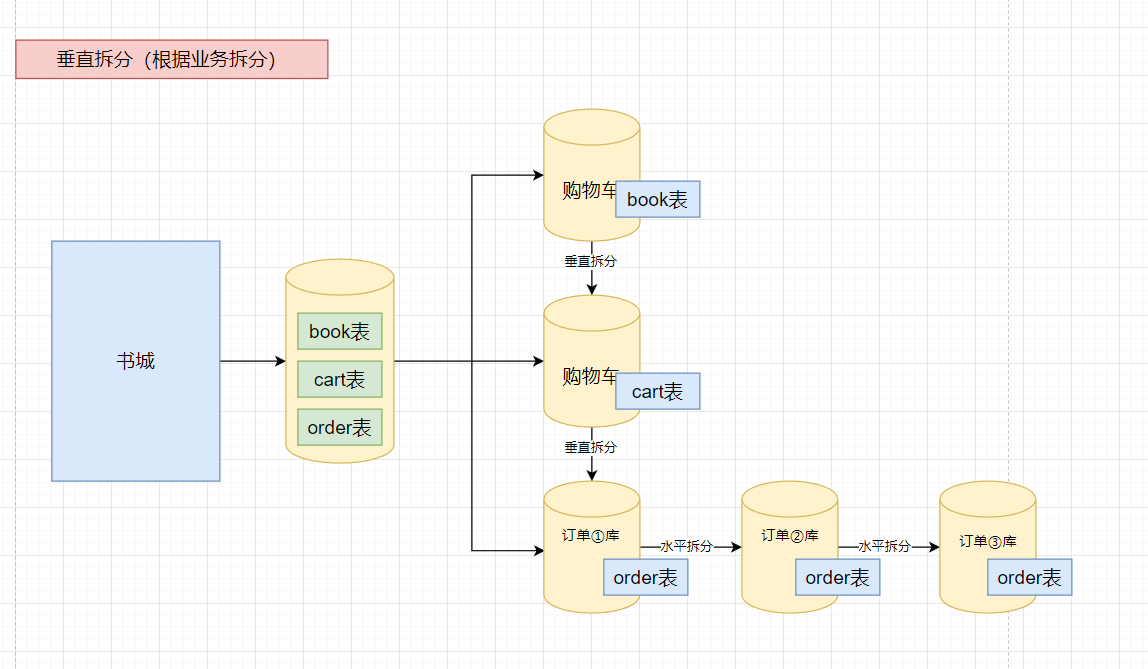 垂直拆分（根据业务拆分）
书城
book表
cart表
order表
购物车
book表
垂直拆分
购物车
cart表
垂直拆分
订单①库
order表
水平拆分
订单②库
order表
水平拆分
订单③库
order表